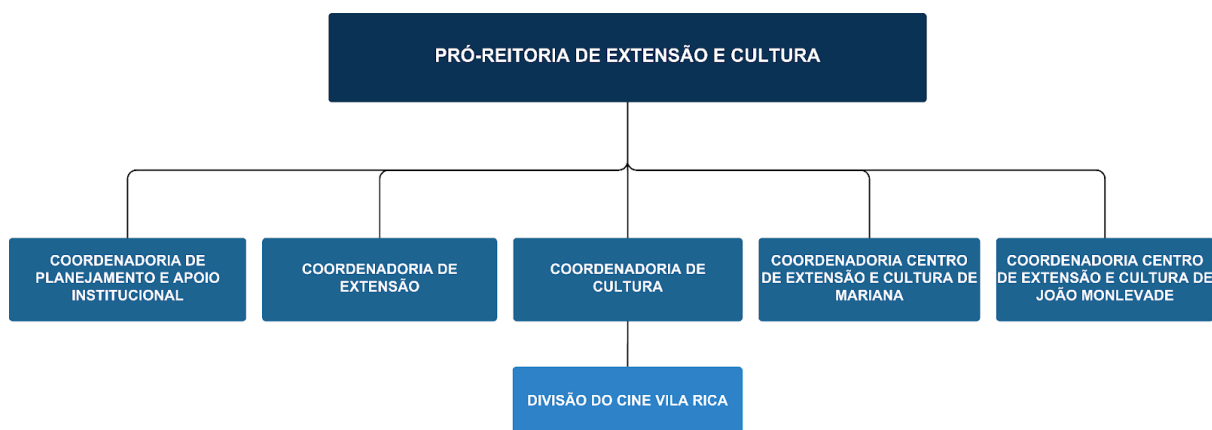 PRÓ-REITORIA DE EXTENSÃO E CULTURA
COORDENADORIA DE
PLANEJAMENTO E APOIO
INSTITUCIONAL
COORDENADORIA DE
EXTENSÃO
COORDENADORIA DE
CULTURA
COORDENADORIA CENTRO
DE EXTENSÃO E CULTURA DE
MARIANA
COORDENADORIA CENTRO
DE EXTENSÃO E CULTURA DE
JOÃO MONLEVADE
DIVISÃO DO CINE VILA RICA